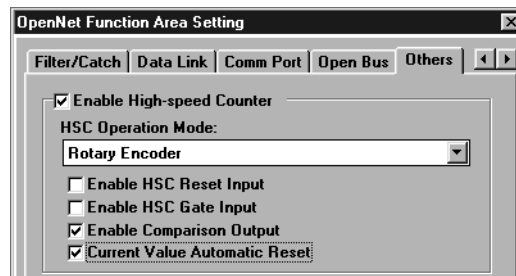 OpenNet Function Area Setting
Filter/Catch Data Link Comm Port Open Bus Others
Enable High-speed Counter
HSC Operation Mode:
Rotary Encoder
Enable HSC Reset Input
Enable HSC Gate Input
Enable Comparison Output
Current Value Automatic Reset